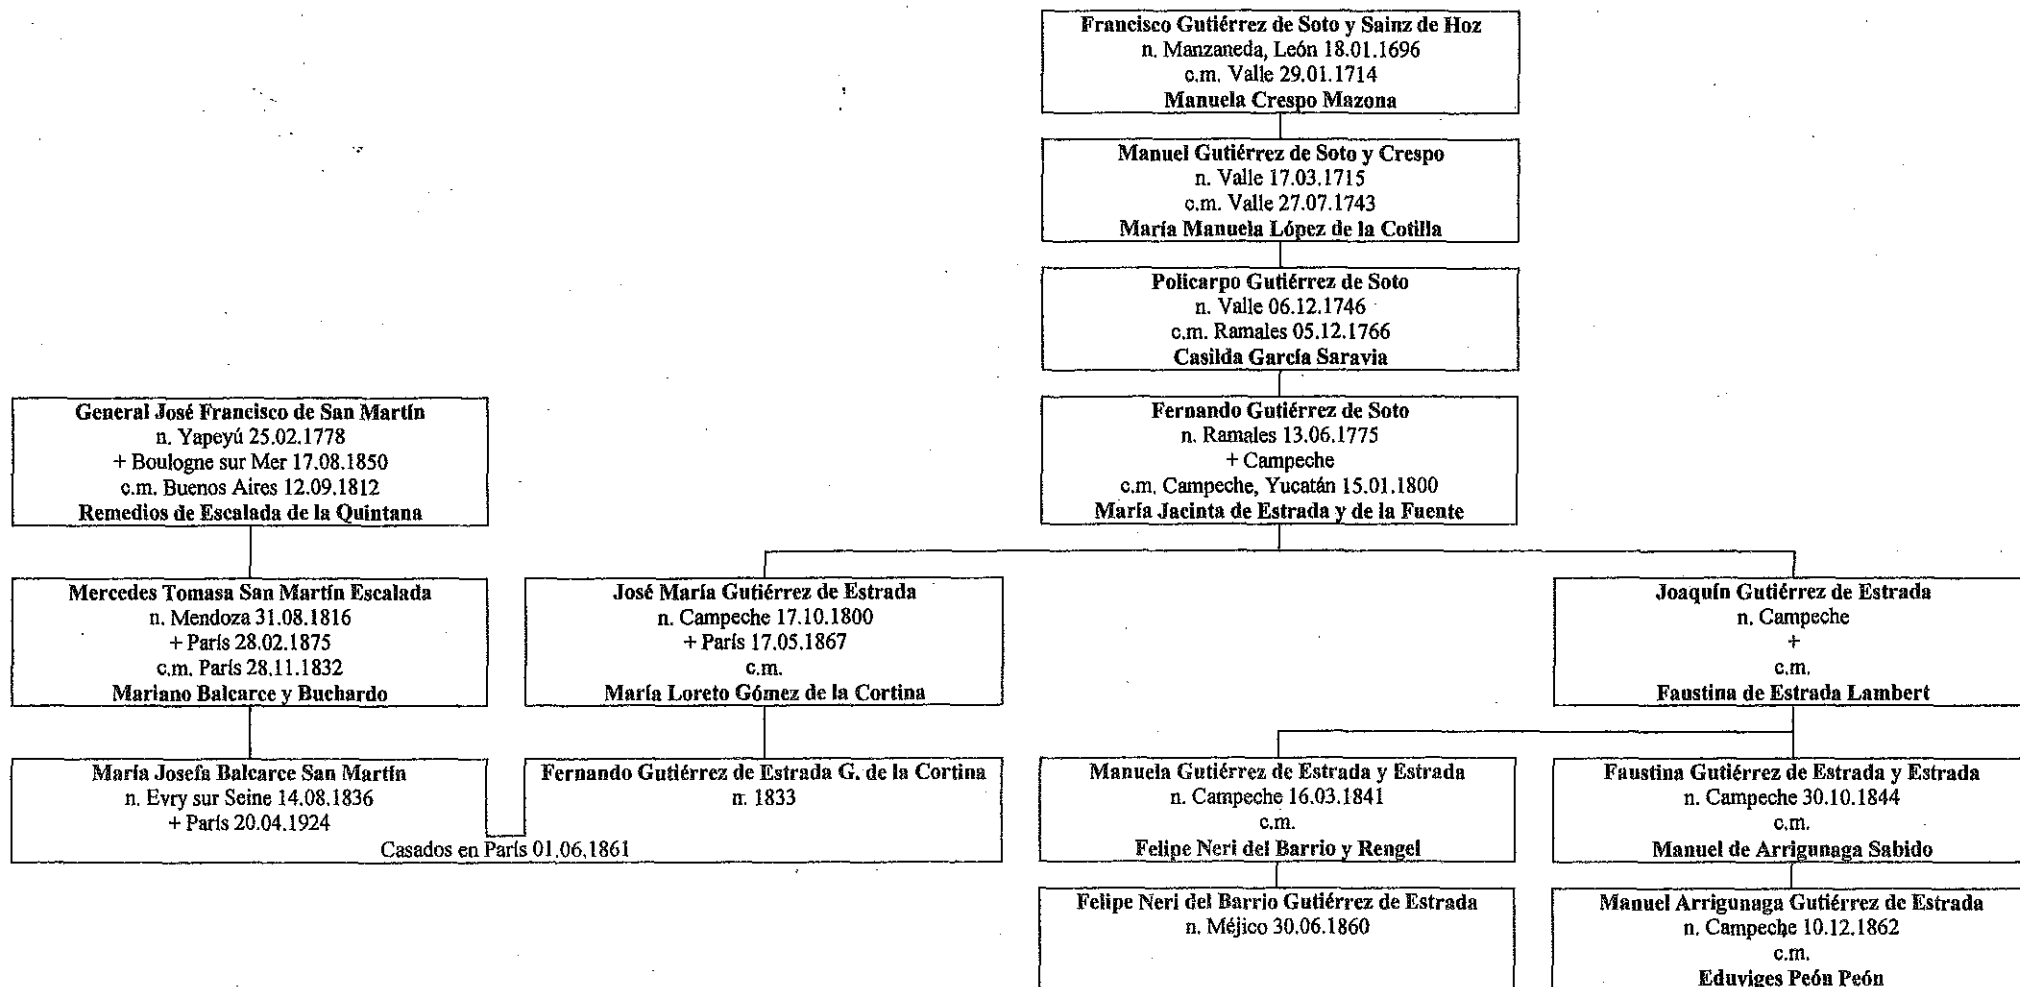 Francisco Gutiérrez de Soto y Sainz de Hoz
n. Manzaneda, León 18.01.1696
c.m. Valle 29.01.1714
Manuela Crespo Mazona
Manuel Gutiérrez de Soto y Crespo
n. Valle 17.03.1715
c.m. Valle 27.07.1743
María Manuela López de la Cotilla
Policarpo Gutiérrez de Soto
n. Valle 06.12.1746
c.m. Ramales 05.12.1766
Casilda García Saravia
General José Francisco de San Martín
n. Yapeyú 25.02.1778
+ Boulogne sur Mer 17.08.1850
c.m. Buenos Aires 12.09.1812
Remedios de Escalada de la Quintana
Fernando Gutiérrez de Soto
n. Ramales 13.06.1775
+ Campeche
c.m. Campeche, Yucatán 15.01.1800
María Jacinta de Estrada y de la Fuente
Mercedes Tomasa San Martín Escalada
n. Mendoza 31.08.1816
+ París 28.02.1875
c.m. París 28.11.1832
Mariano Balcarce y Buchardo
José María Gutiérrez de Estrada
n. Campeche 17.10.1800
+ París 17.05.1867
c.m.
María Loreto Gómez de la Cortina
Joaquín Gutiérrez de Estrada
n. Campeche
+
c.m.
Faustina de Estrada Lambert
María Josefa Balcarce San Martín
n. Evry sur Seine 14.08.1836
+ París 20.04.1924
Fernando Gutiérrez de Estrada G. de la Cortina
n. 1833
Casados en París 01.06.1861
Manuela Gutiérrez de Estrada y Estrada
n. Campeche 16.03.1841
c.m.
Felipe Neri del Barrio y Rengel
Faustina Gutiérrez de Estrada y Estrada
n. Campeche 30.10.1844
c.m.
Manuel de Arrigunaga Sabido
Felipe Neri del Barrio Gutiérrez de Estrada
n. Méjico 30.06.1860
Manuel Arrigunaga Gutiérrez de Estrada
n. Campeche 10.12.1862
c.m.
Eduviges Peón Peón